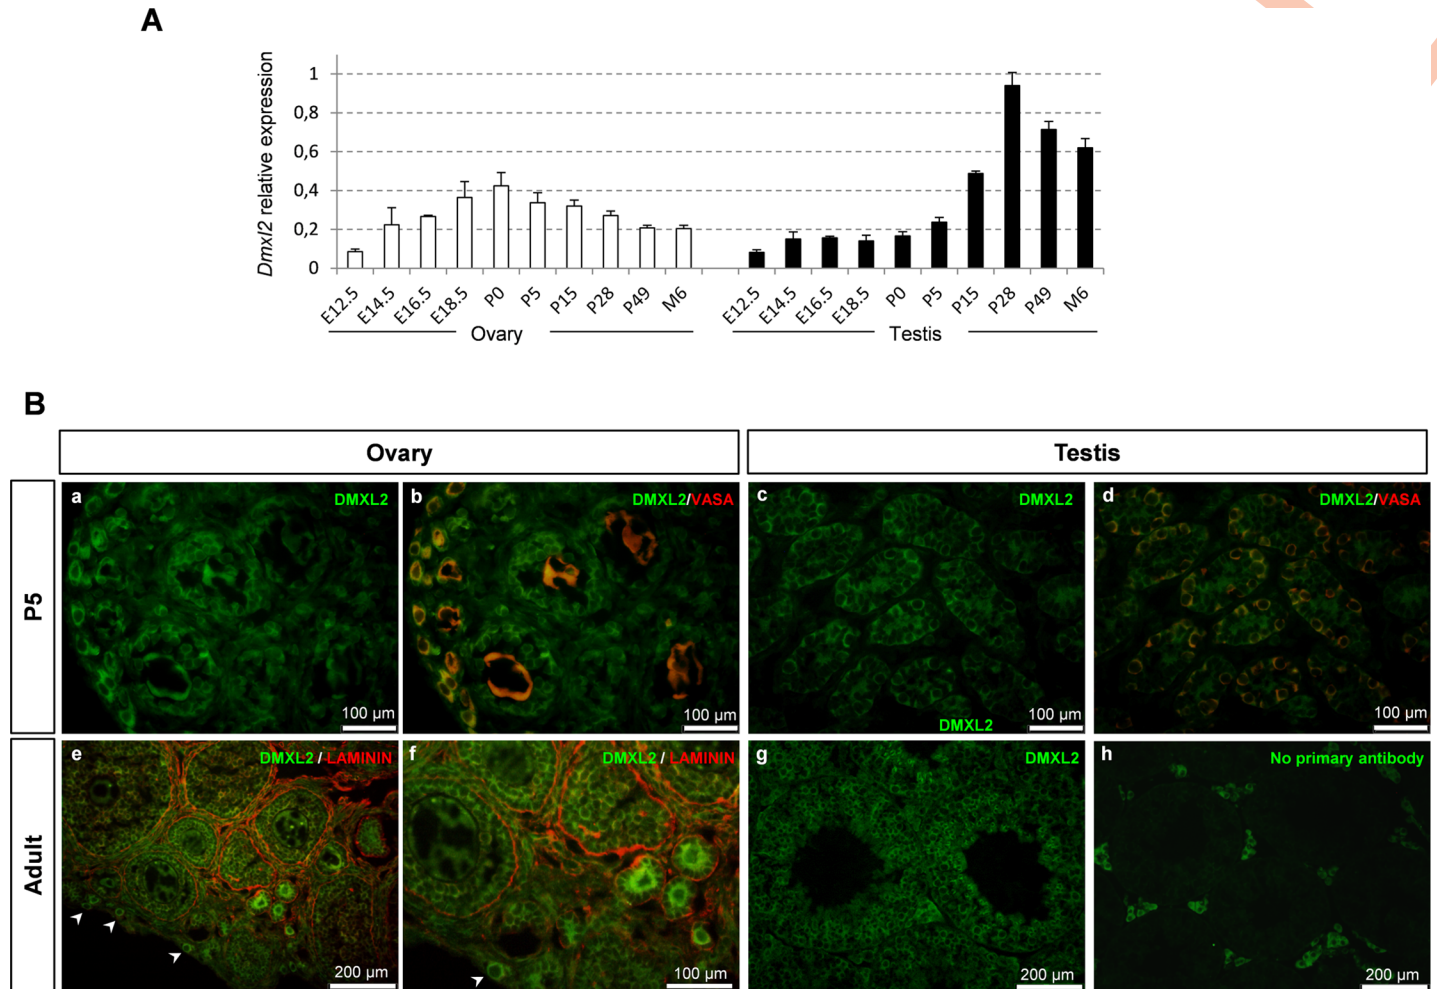 A
Dmxl2 relative expression
1
0,8
0,6
0,4
0,2
0
E12.5 E14.5 E16.5 E18.5 P0 P5 P15 P28 P49 M6 E12.5 E14.5 E16.5 E18.5 P0 P5 P15 P28 P49 M6
Ovary Testis
B
Ovary Testis
P5
a DMXL2
100 µm
b DMXL2/VASA
100 µm
c DMXL2
DMXL2 100 µm
d DMXL2/VASA
100 µm
Adult
e DMXL2 / LAMININ
200 µm
f DMXL2 / LAMININ
100 µm
g DMXL2
200 µm
h No primary antibody
200 µm